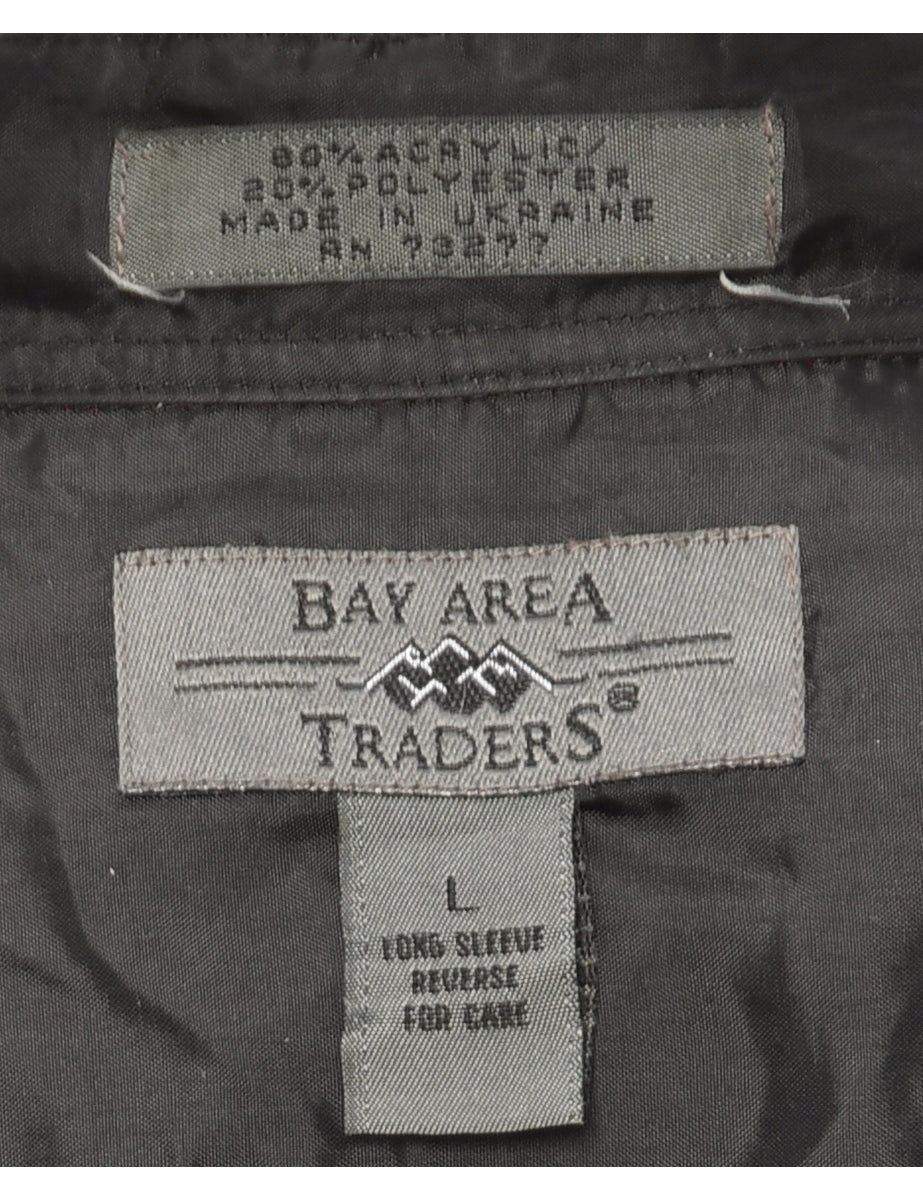 80% ACRYLIC/
20% POLYESTER
MADE IN UKRAINE
RN 73277
BAY AREA
TRADERS®
L
LONG SLEEVE
REVERSE
FOR CARE